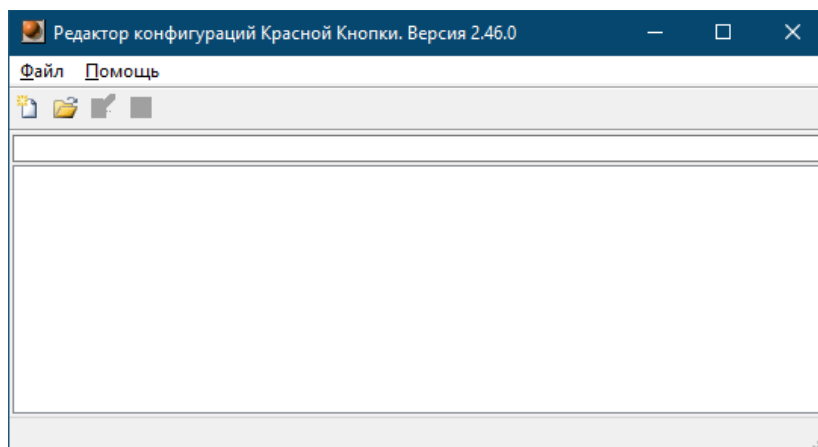 Редактор конфигураций Красной Кнопки. Версия 2.46.0
Файл Помощь